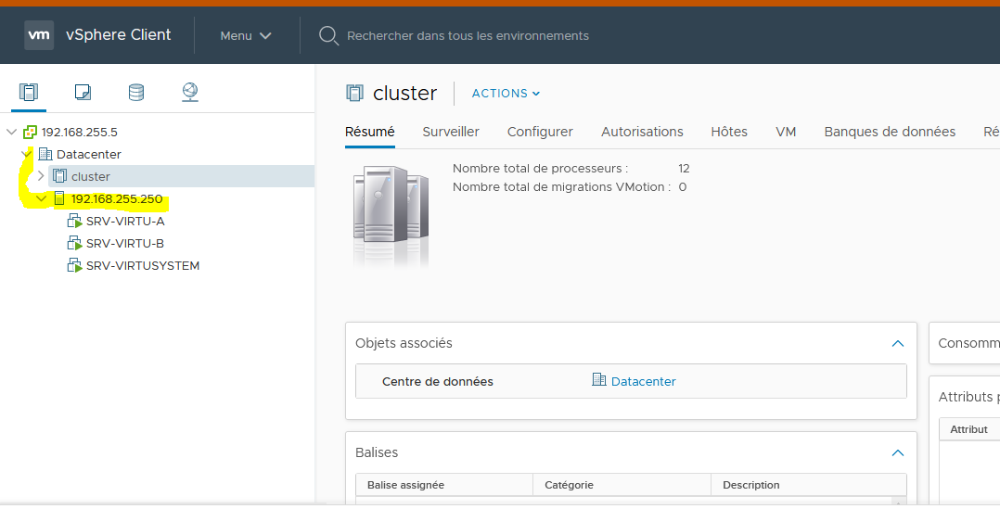 vm vSphere Client Menu Rechercher dans tous les environnements
192.168.255.5
Datacenter
cluster
192.168.255.250
SRV-VIRTU-A
SRV-VIRTU-B
SRV-VIRTUSYSTEM
cluster ACTIONS
Résumé Surveiller Configurer Autorisations Hôtes VM Banques de données Ré
Nombre total de processeurs : 12
Nombre total de migrations VMotion : 0
Objets associés
Centre de données Datacenter
Balises
Balise assignée Catégorie Description
Consomm
Attributs p
Attribut